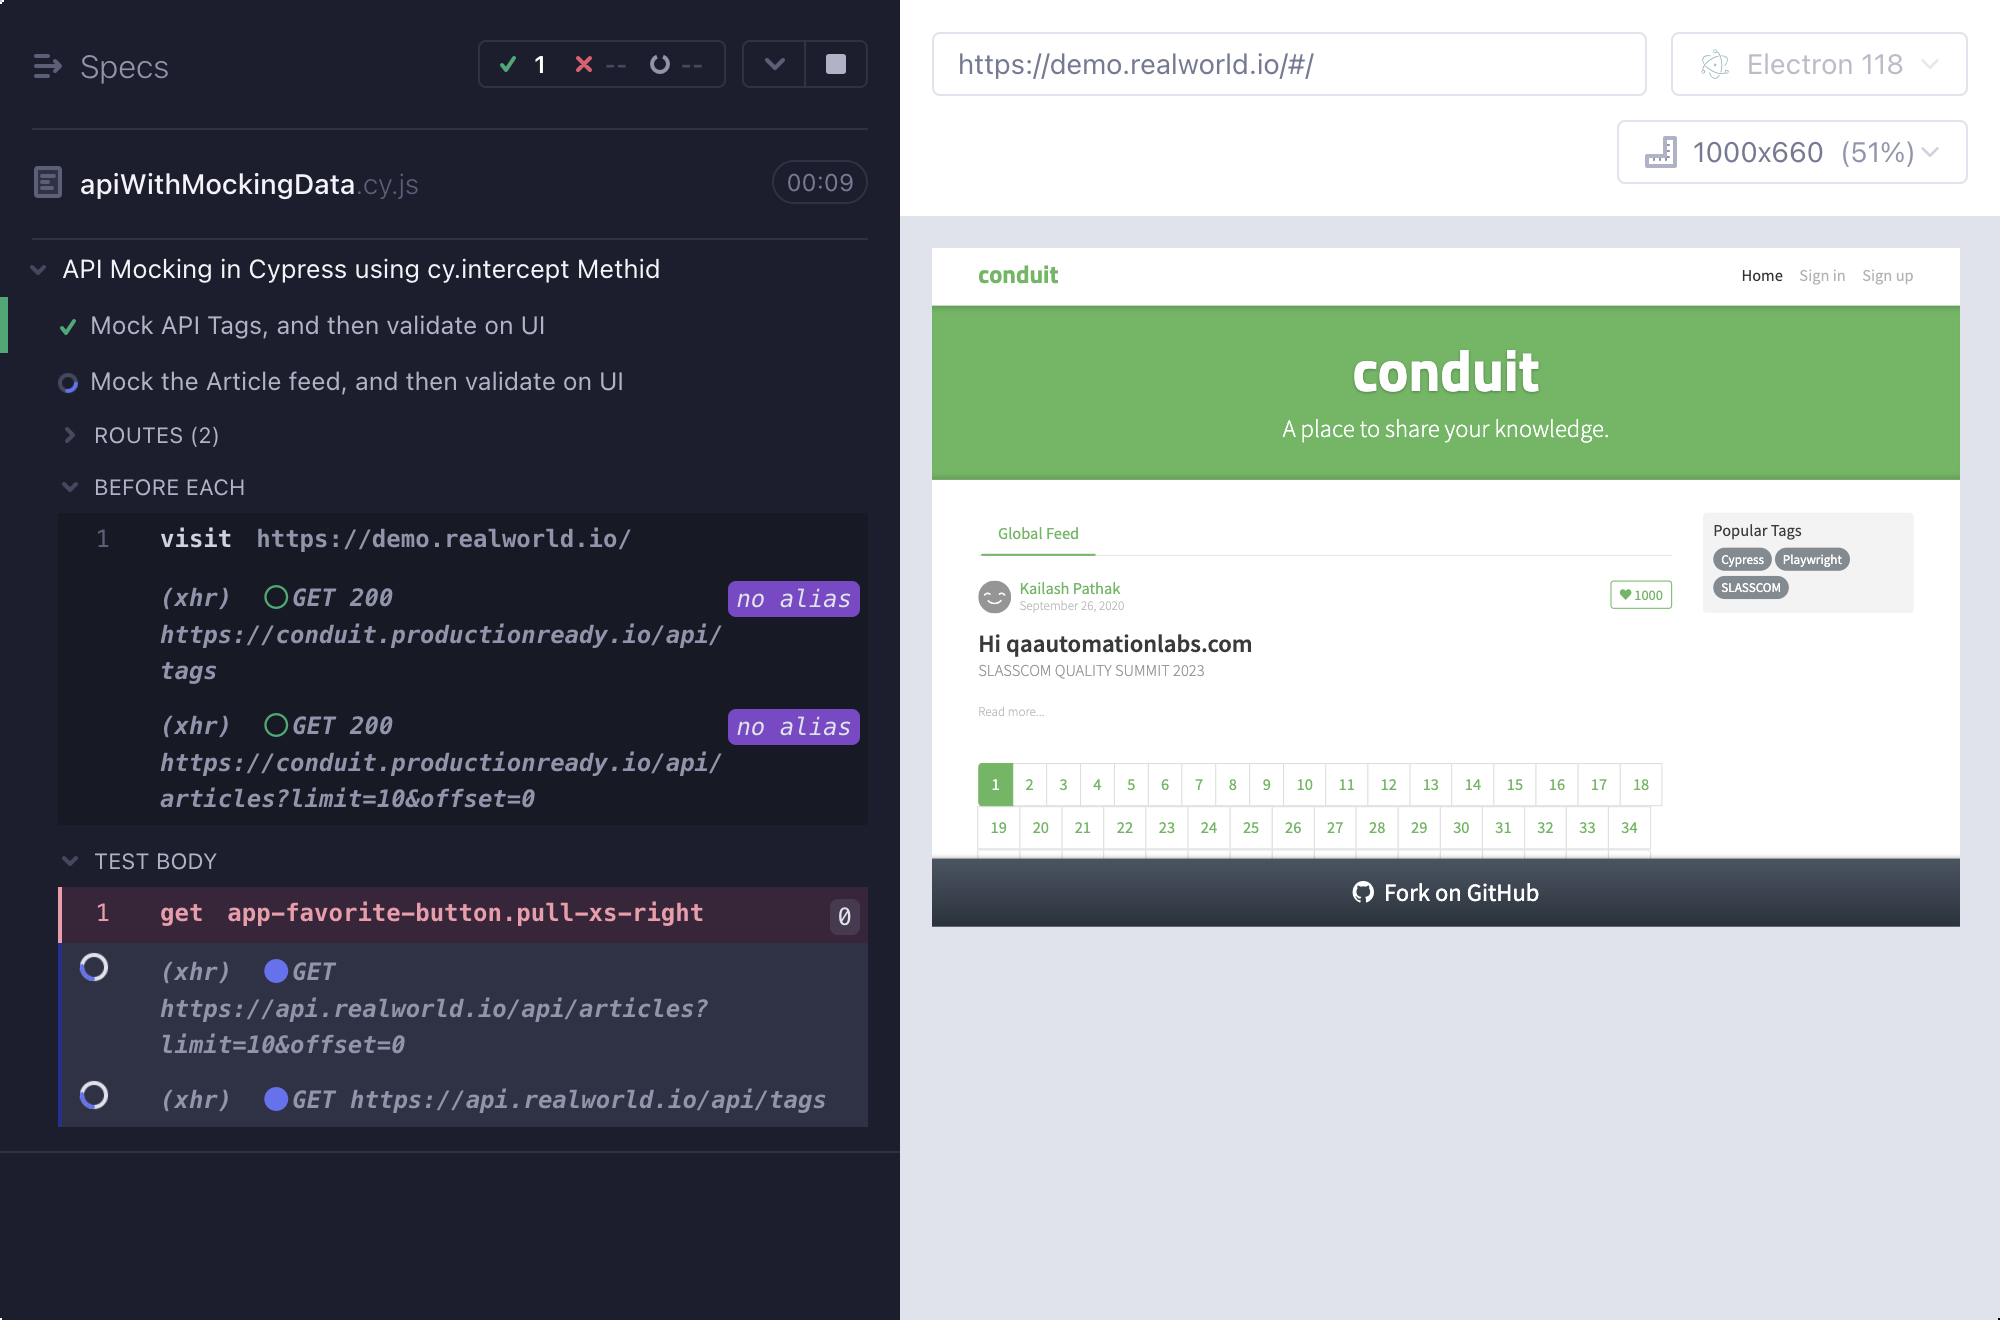 Specs
1 -- --
apiWithMockingData.cy.js
00:09
API Mocking in Cypress using cy.intercept Methid
Mock API Tags, and then validate on UI
Mock the Article feed, and then validate on UI
ROUTES (2)
BEFORE EACH
1 visit https://demo.realworld.io/
(xhr) GET 200 no alias
https://conduit.productionready.io/api/
tags
(xhr) GET 200 no alias
https://conduit.productionready.io/api/
articles?limit=10&offset=0
TEST BODY
1 get app-favorite-button.pull-xs-right 0
(xhr) GET
https://api.realworld.io/api/articles?
limit=10&offset=0
(xhr) GET https://api.realworld.io/api/tags
https://demo.realworld.io/#/
Electron 118
1000x660 (51%)
conduit
Home Sign in Sign up
conduit
A place to share your knowledge.
Global Feed
Kailash Pathak
September 26, 2020
1000
Hi qaautomationlabs.com
SLASSCOM QUALITY SUMMIT 2023
Read more...
Popular Tags
Cypress Playwright
SLASSCOM
1 2 3 4 5 6 7 8 9 10 11 12 13 14 15 16 17 18
19 20 21 22 23 24 25 26 27 28 29 30 31 32 33 34
Fork on GitHub